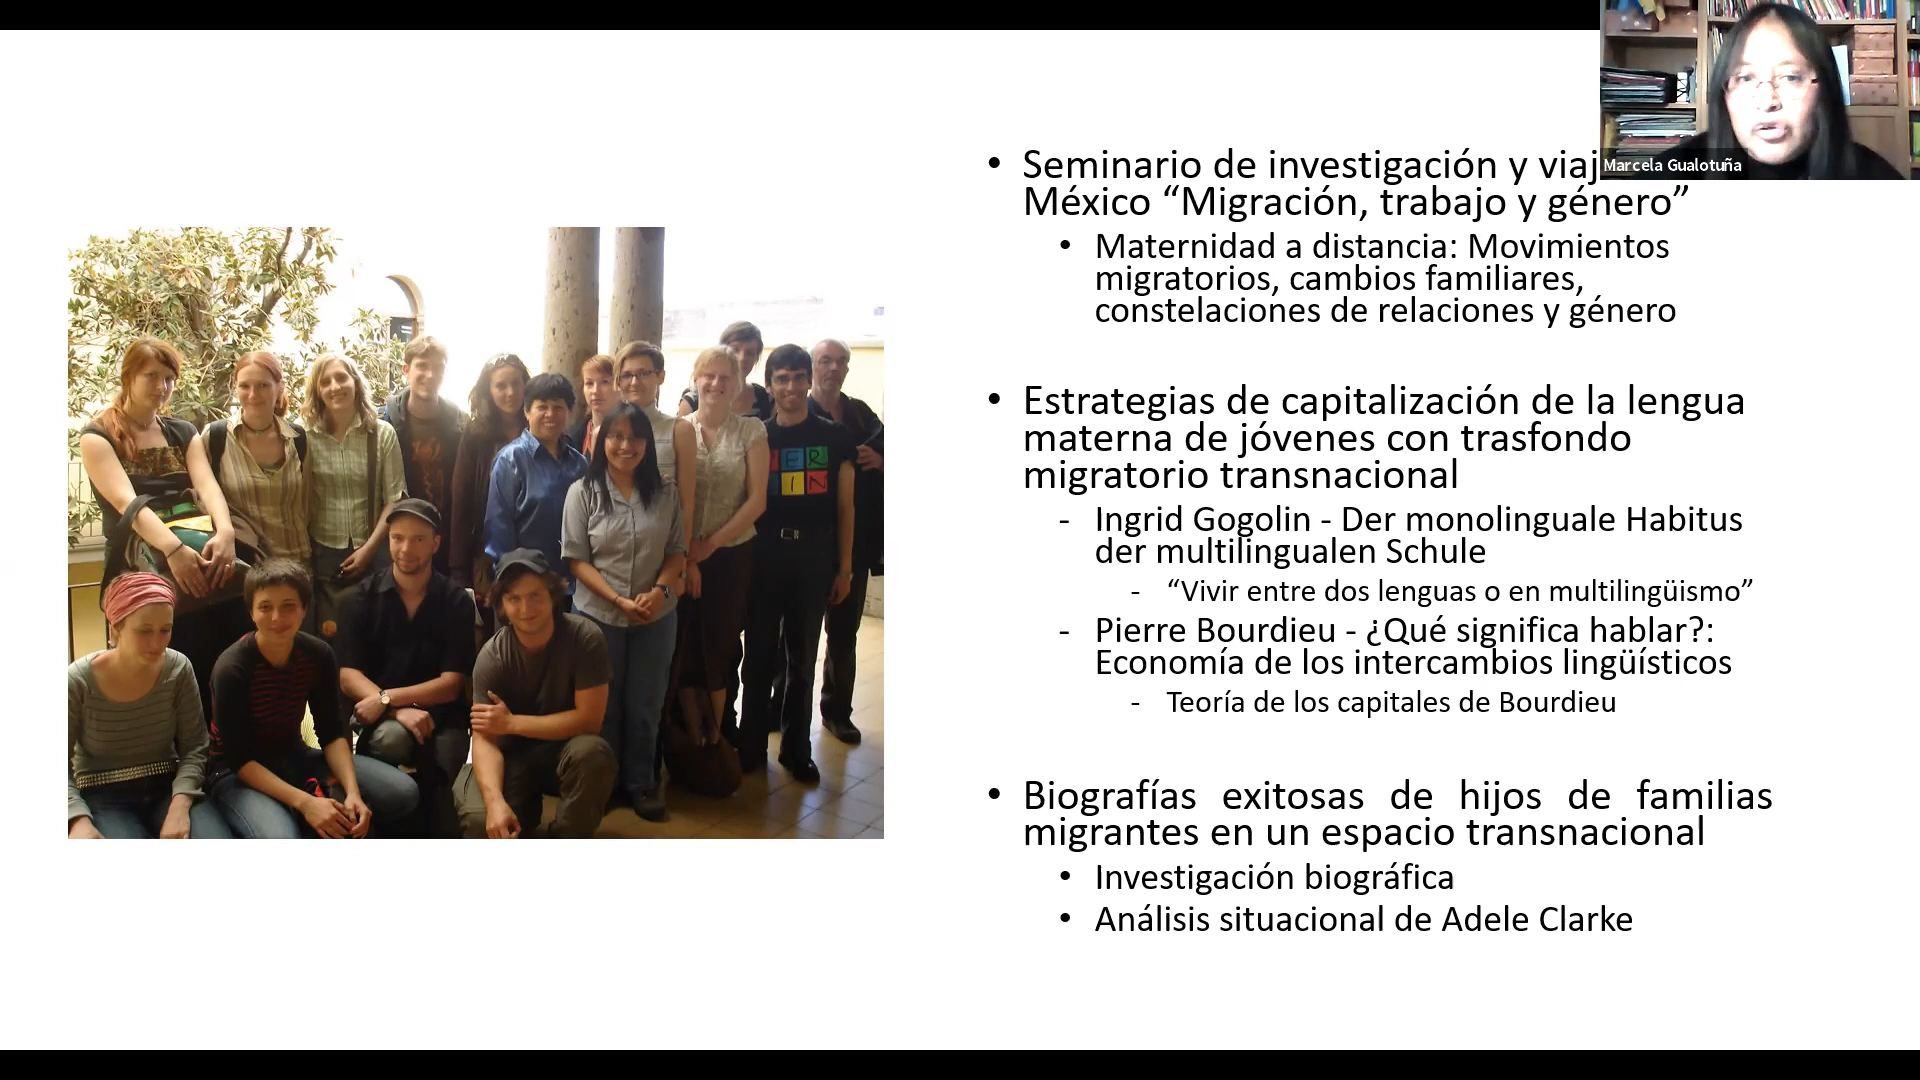 Marcela Gualotuña
• Seminario de investigación y viaj
México “Migración, trabajo y género”
• Maternidad a distancia: Movimientos
migratorios, cambios familiares,
constelaciones de relaciones y género
• Estrategias de capitalización de la lengua
materna de jóvenes con trasfondo
migratorio transnacional
- Ingrid Gogolin - Der monolinguale Habitus
der multilingualen Schule
- “Vivir entre dos lenguas o en multilingüismo”
- Pierre Bourdieu - ¿Qué significa hablar?:
Economía de los intercambios lingüísticos
- Teoría de los capitales de Bourdieu
• Biografías exitosas de hijos de familias
migrantes en un espacio transnacional
• Investigación biográfica
• Análisis situacional de Adele Clarke
ER
IN